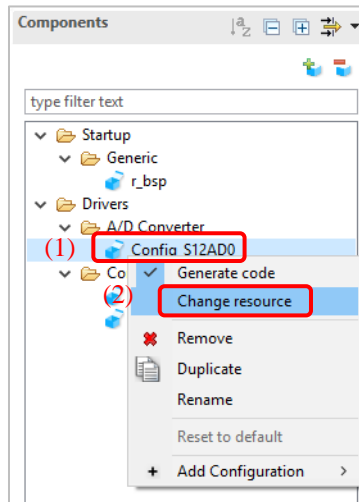 Components
type filter text
Startup
Generic
r_bsp
Drivers
A/D Converter
(1) Config_S12AD0
Co
Generate code
(2) Change resource
Remove
Duplicate
Rename
Reset to default
Add Configuration